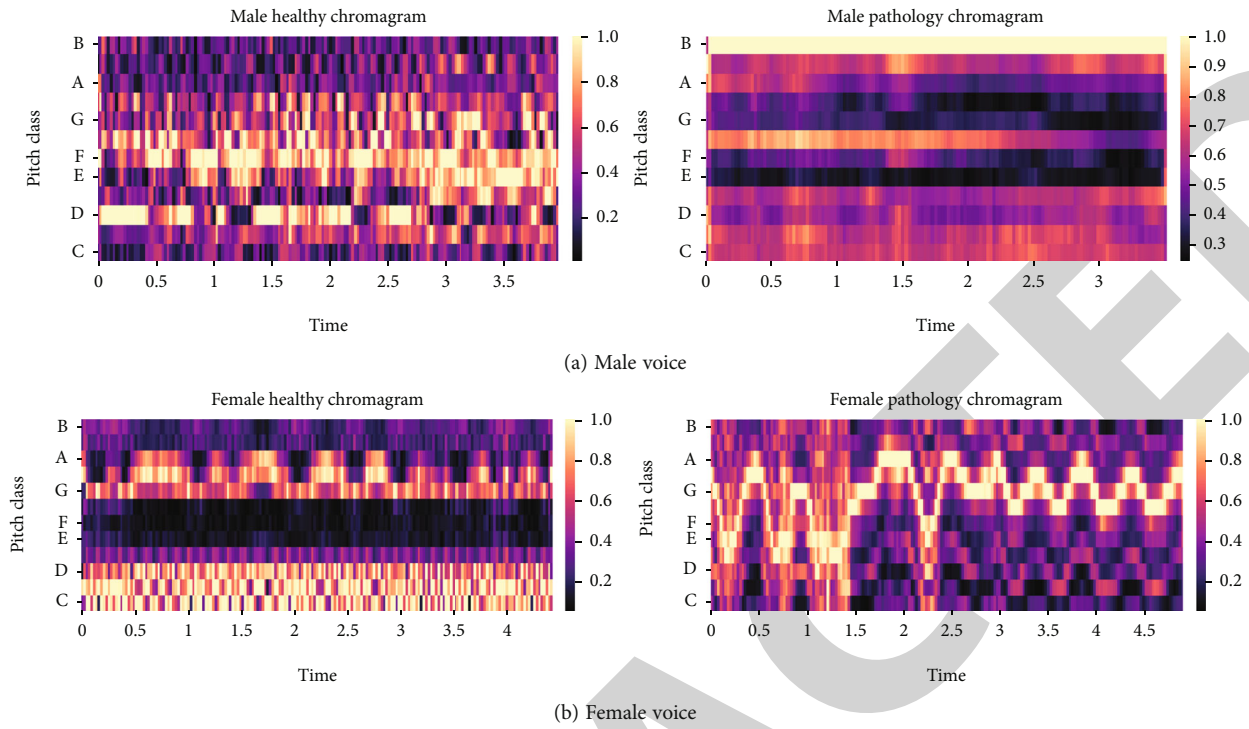 Male healthy chromagram
Pitch class
B
A
G
F
E
D
C
0 0.5 1 1.5 2 2.5 3 3.5
Time
1.0
0.8
0.6
0.4
0.2
Male pathology chromagram
Pitch class
B
A
G
F
E
D
C
0 0.5 1 1.5 2 2.5 3
Time
1.0
0.9
0.8
0.7
0.6
0.5
0.4
0.3
(a) Male voice
Female healthy chromagram
Pitch class
B
A
G
F
E
D
C
0 0.5 1 1.5 2 2.5 3 3.5 4
Time
1.0
0.8
0.6
0.4
0.2
Female pathology chromagram
Pitch class
B
A
G
F
E
D
C
0 0.5 1 1.5 2 2.5 3 3.5 4 4.5
Time
1.0
0.8
0.6
0.4
0.2
(b) Female voice